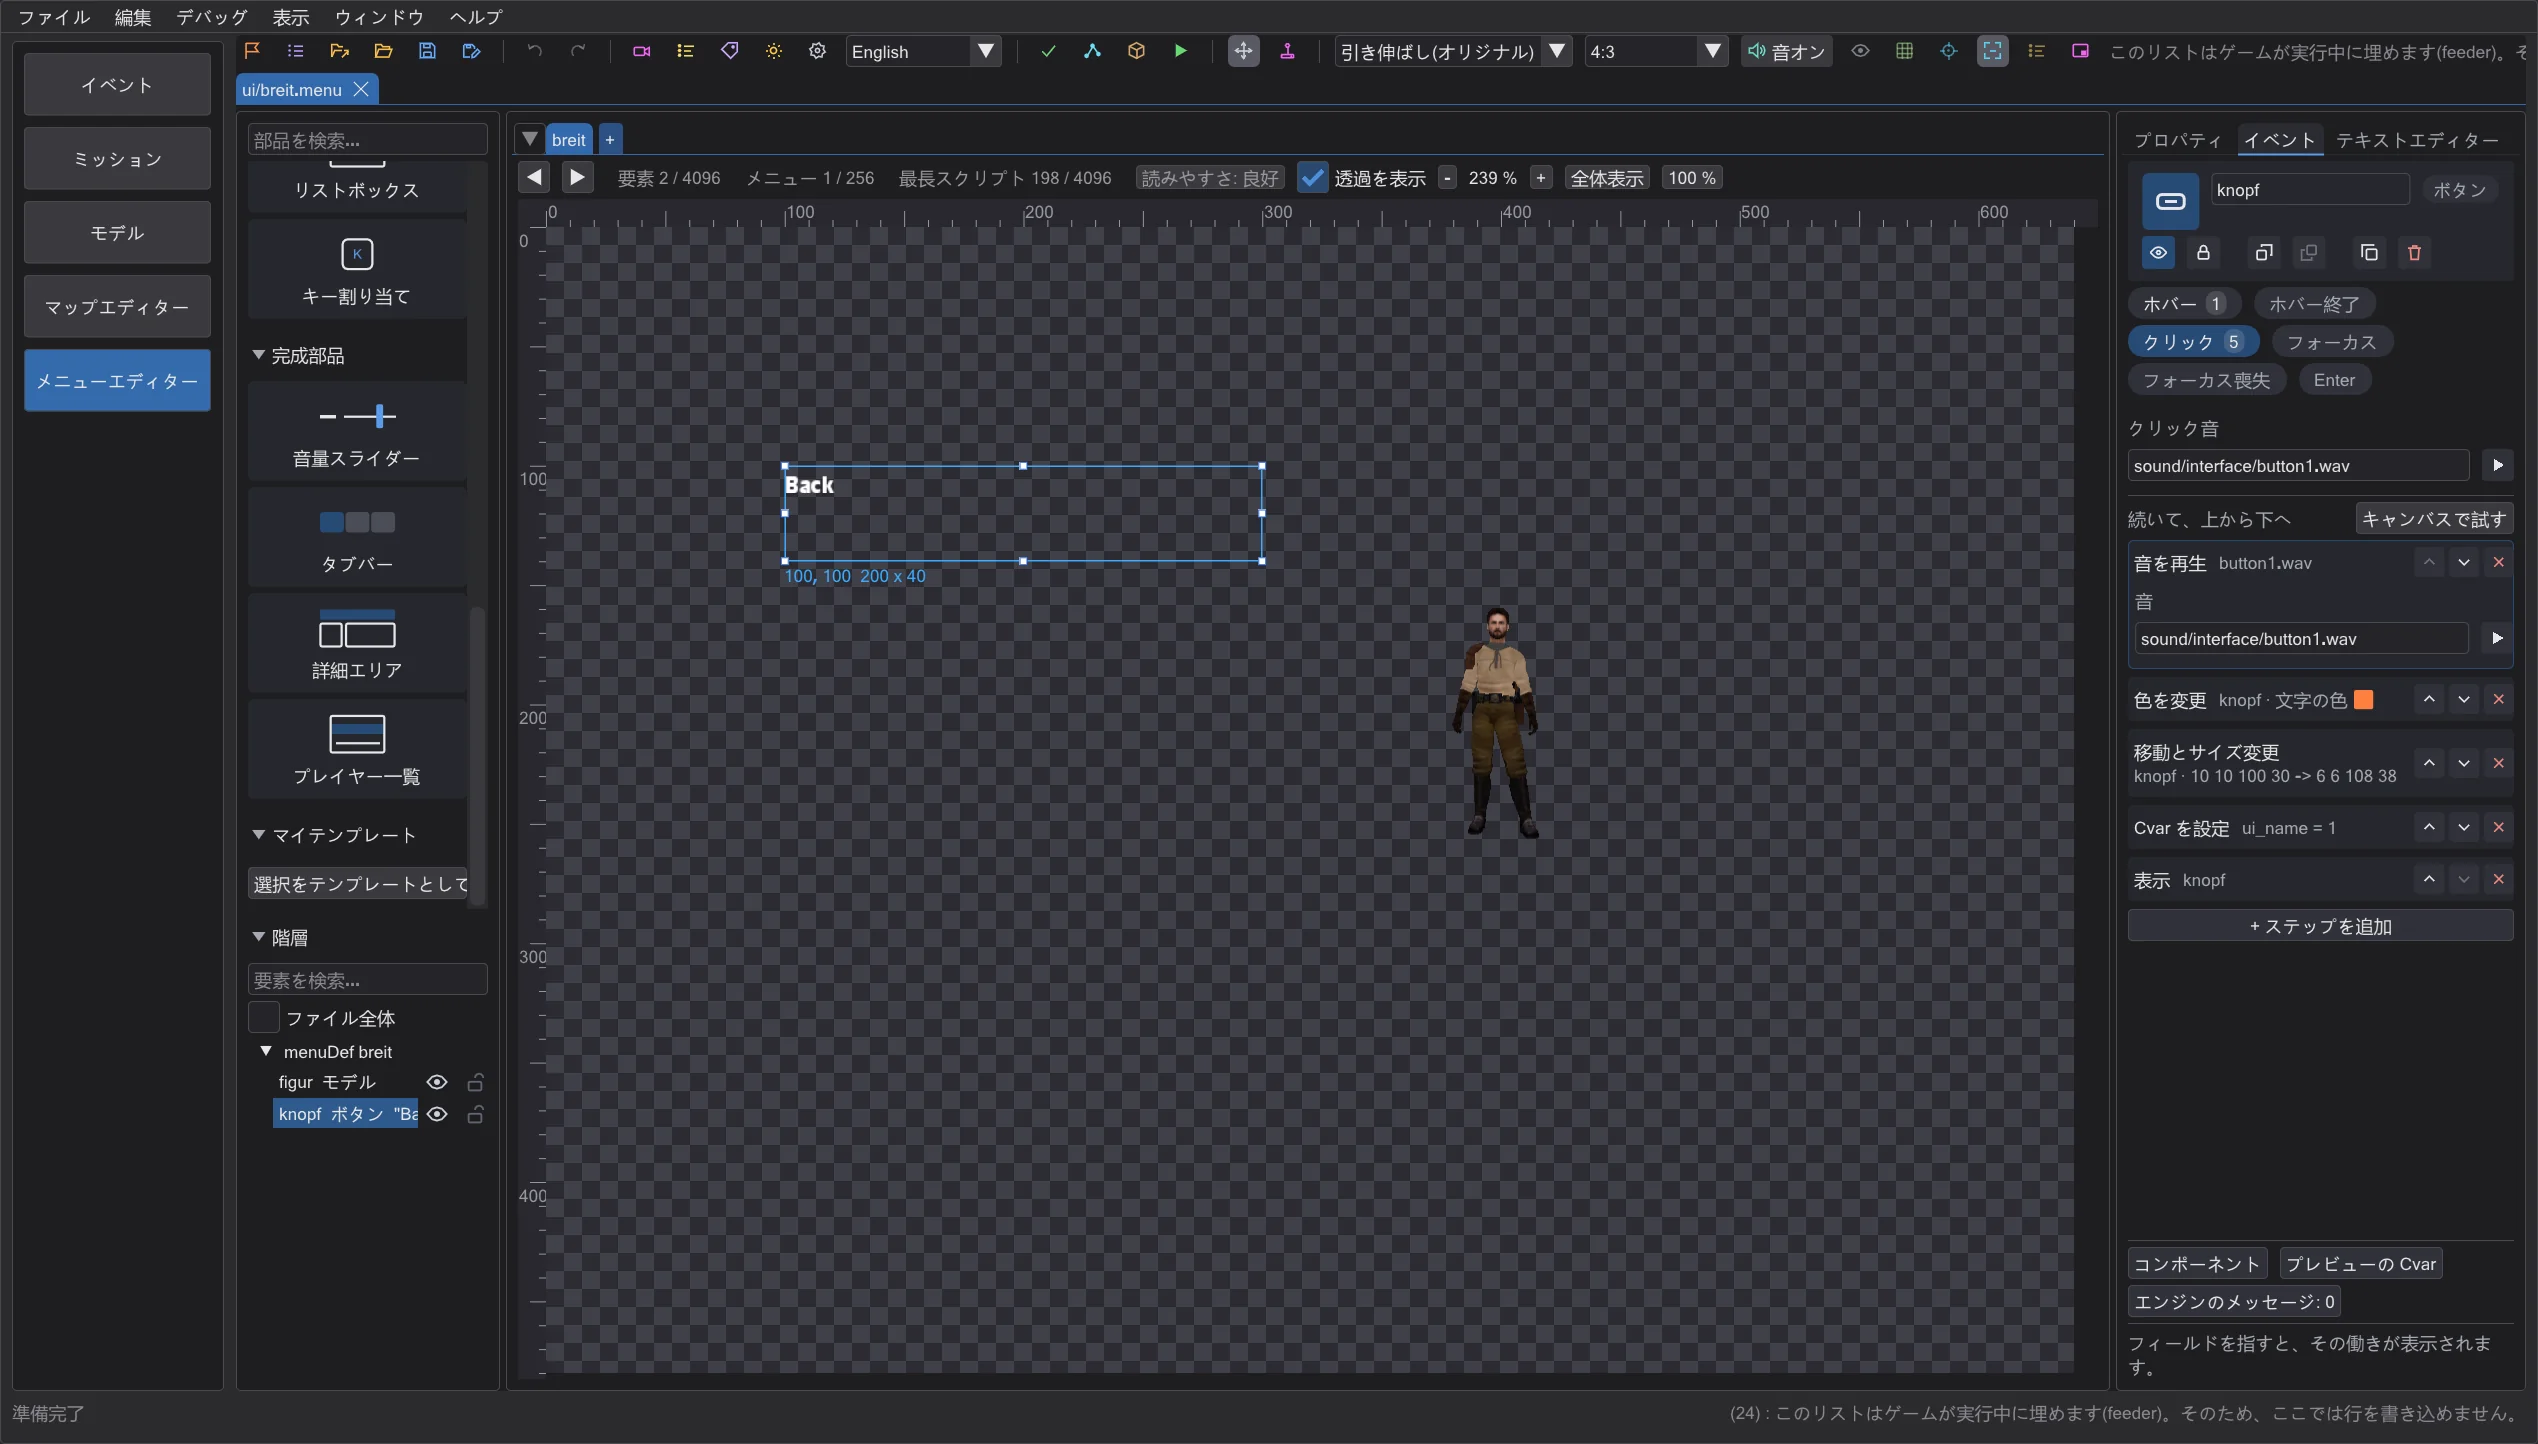 ファイル 編集 デバッグ 表示 ウィンドウ ヘルプ
イベント
ミッション
モデル
マップエディター
メニューエディター
English
引き伸ばし(オリジナル)
4:3
音オン
このリストはゲームが実行中に埋めます(feeder)。そ
ui/breit.menu
部品を検索...
リストボックス
K
キー割り当て
完成部品
音量スライダー
タブバー
詳細エリア
プレイヤー一覧
マイテンプレート
選択をテンプレートとして
階層
要素を検索...
ファイル全体
menuDef breit
figur モデル
knopf ボタン "Ba
breit
+
要素 2 / 4096 メニュー 1 / 256 最長スクリプト 198 / 4096 読みやすさ: 良好 透過を表示 - 239 % + 全体表示 100 %
0 100 200 300 400 500 600
0
100
200
300
400
Back
100, 100 200 x 40
プロパティ イベント テキストエディター
knopf ボタン
ホバー 1 ホバー終了
クリック 5 フォーカス
フォーカス喪失 Enter
クリック音
sound/interface/button1.wav
続いて、上から下へ キャンバスで試す
音を再生 button1.wav
音
sound/interface/button1.wav
色を変更 knopf · 文字の色
移動とサイズ変更
knopf · 10 10 100 30 -> 6 6 108 38
Cvar を設定 ui_name = 1
表示 knopf
+ ステップを追加
コンポーネント プレビューの Cvar
エンジンのメッセージ: 0
フィールドを指すと、その働きが表示されま
す。
準備完了
(24) : このリストはゲームが実行中に埋めます(feeder)。そのため、ここでは行を書き込めません。